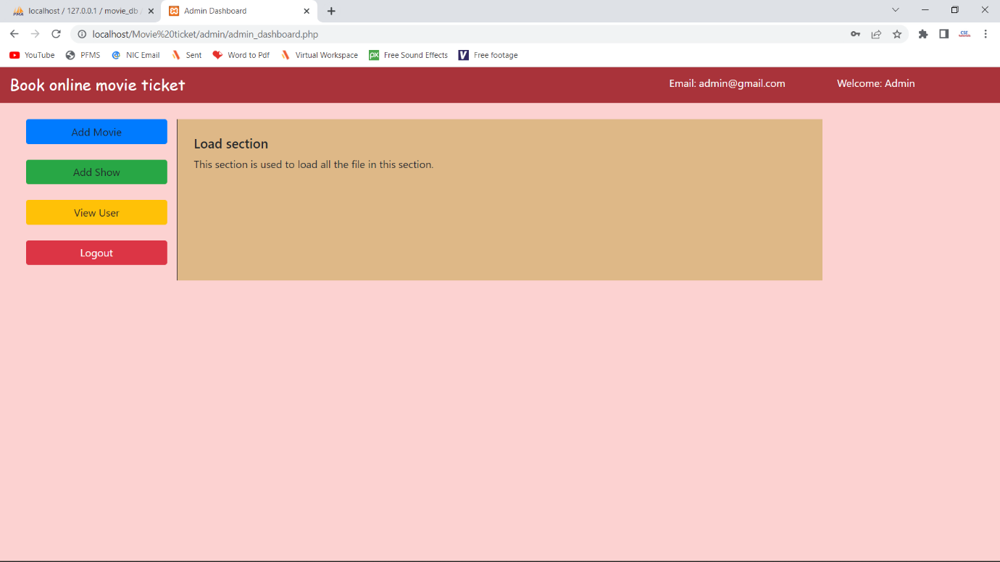 localhost / 127.0.0.1 / movie_db
Admin Dashboard
localhost/Movie%20ticket/admin/admin_dashboard.php
YouTube
PFMS
NIC Email
Sent
Word to Pdf
Virtual Workspace
Free Sound Effects
Free footage
Book online movie ticket
Email: admin@gmail.com
Welcome: Admin
Add Movie
Add Show
View User
Logout
Load section
This section is used to load all the file in this section.